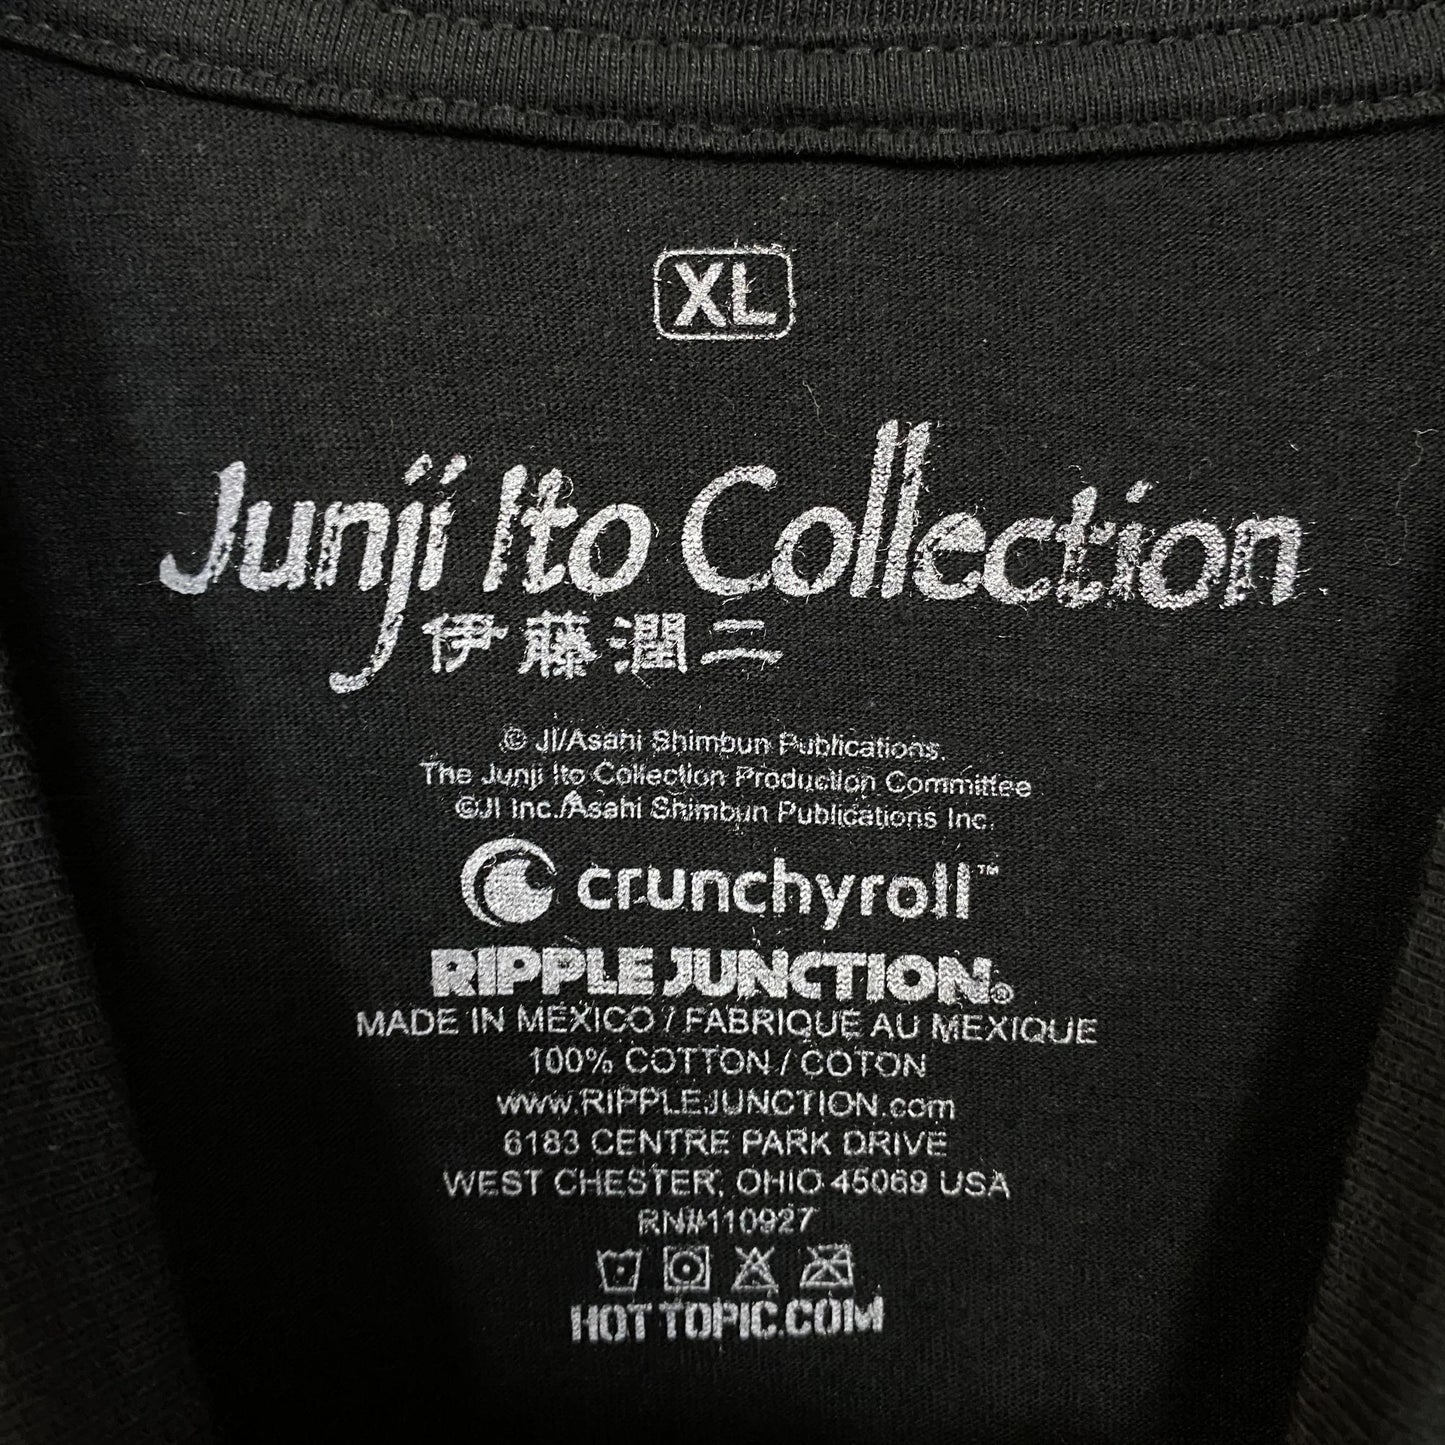 XL
Junji Ito Collection
伊藤潤二
© JI/Asahi Shimbun Publications.
The Junji Ito Collection Production Committee
©JI Inc./Asahi Shimbun Publications Inc.
crunchyroll™
RIPPLE JUNCTION®
MADE IN MEXICO / FABRIQUE AU MEXIQUE
100% COTTON / COTON
www.RIPPLEJUNCTION.com
6183 CENTRE PARK DRIVE
WEST CHESTER, OHIO 45069 USA
RN#110927
HOT TOPIC.COM